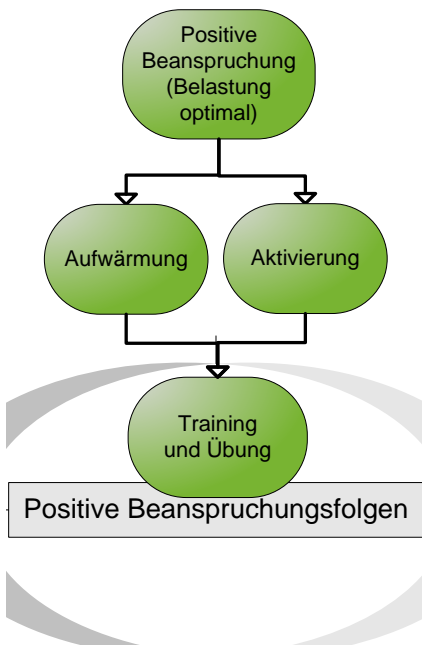 Positive
Beanspruchung
(Belastung
optimal)
Aufwärmung
Aktivierung
Training
und Übung
Positive Beanspruchungsfolgen